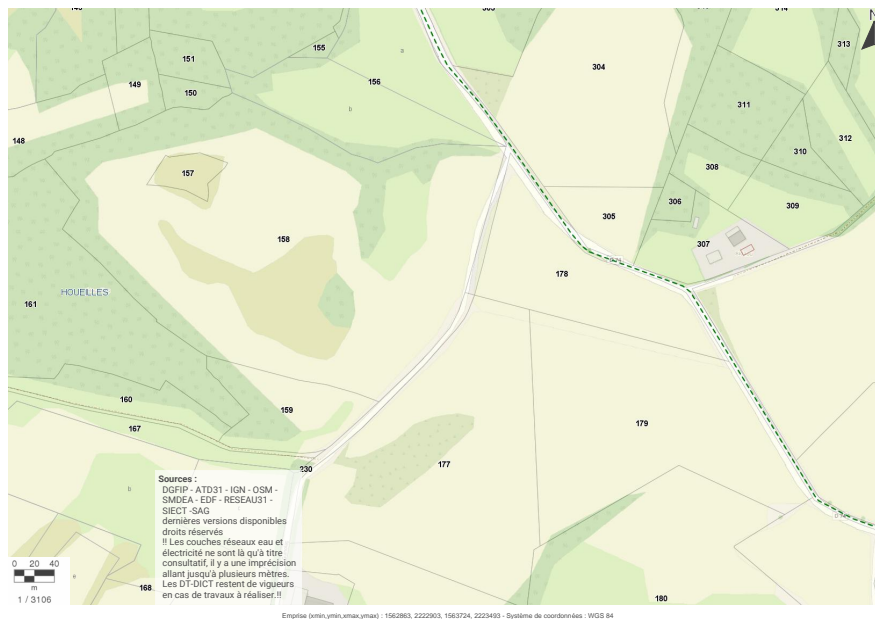 313
304
155
151
156
149
150
311
148
312
310
308
157
306
309
305
158
307
178
HOUEILLES
161
160
159
167
179
177
230
Sources :
DGFIP - ATD31 - IGN - OSM -
SMDEA - EDF - RESEAU31 -
SIECT -SAG
dernières versions disponibles
droits réservés
!! Les couches réseaux eau et
électricité ne sont là qu'à titre
consultatif, il y a une imprécision
allant jusqu'à plusieurs mètres.
Les DT-DICT restent de vigueurs
en cas de travaux à réaliser.!!
0 20 40
m
1 / 3106
168
180
Emprise (xmin,ymin,xmax,ymax) : 1562863, 2222903, 1563724, 2223493 - Système de coordonnées : WGS 84